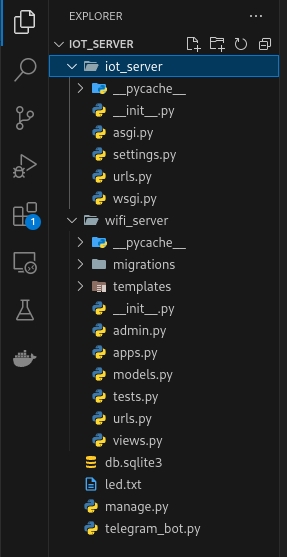 EXPLORER
IOT_SERVER
iot_server
__pycache__
__init__.py
asgi.py
settings.py
urls.py
wsgi.py
wifi_server
__pycache__
migrations
templates
__init__.py
admin.py
apps.py
models.py
tests.py
urls.py
views.py
db.sqlite3
led.txt
manage.py
telegram_bot.py
1